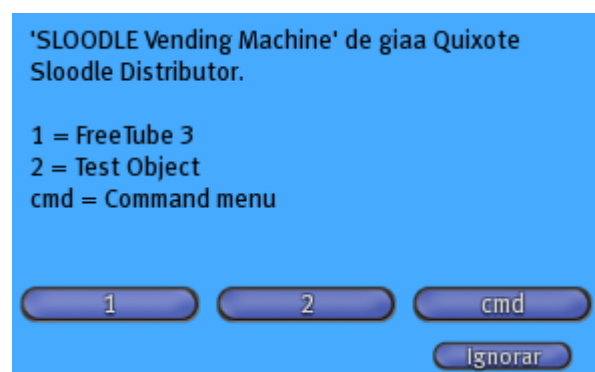 'SLOODLE Vending Machine' de giaa Quixote
Sloodle Distributor.
1 = FreeTube 3
2 = Test Object
cmd = Command menu
1 2 cmd
Ignorar